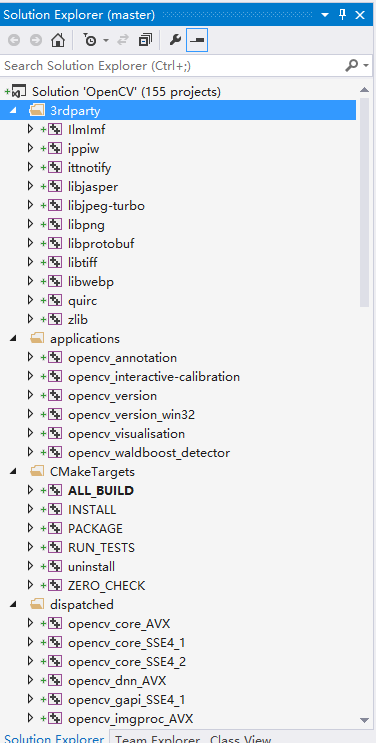 Solution Explorer (master)
Search Solution Explorer (Ctrl+;)
Solution 'OpenCV' (155 projects)
3rdparty
IlmImf
ippiw
ittnotify
libjasper
libjpeg-turbo
libpng
libprotobuf
libtiff
libwebp
quirc
zlib
applications
opencv_annotation
opencv_interactive-calibration
opencv_version
opencv_version_win32
opencv_visualisation
opencv_waldboost_detector
CMakeTargets
ALL_BUILD
INSTALL
PACKAGE
RUN_TESTS
uninstall
ZERO_CHECK
dispatched
opencv_core_AVX
opencv_core_SSE4_1
opencv_core_SSE4_2
opencv_dnn_AVX
opencv_gapi_SSE4_1
opencv_imgproc_AVX
Solution Explorer Team Explorer Class View